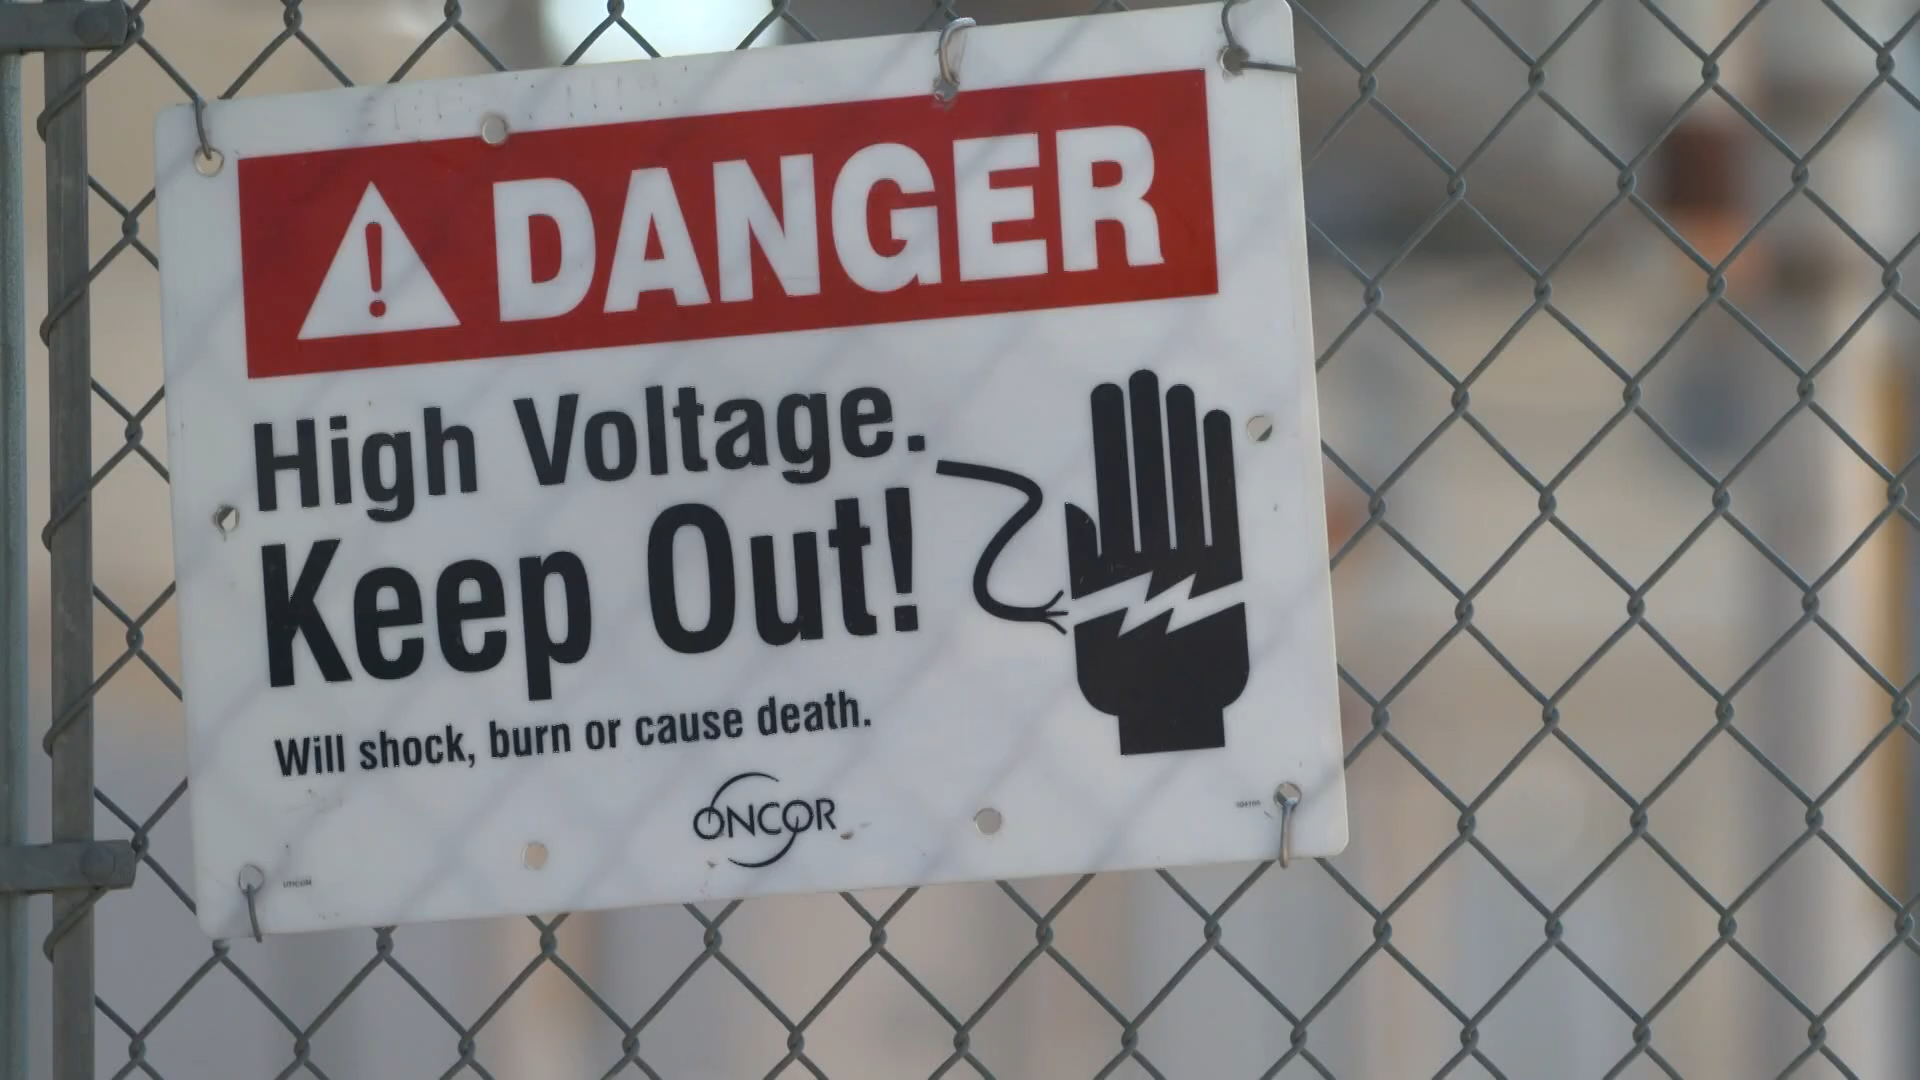 DANGER
High Voltage.
Keep Out!
Will shock, burn or cause death.
ONCOR